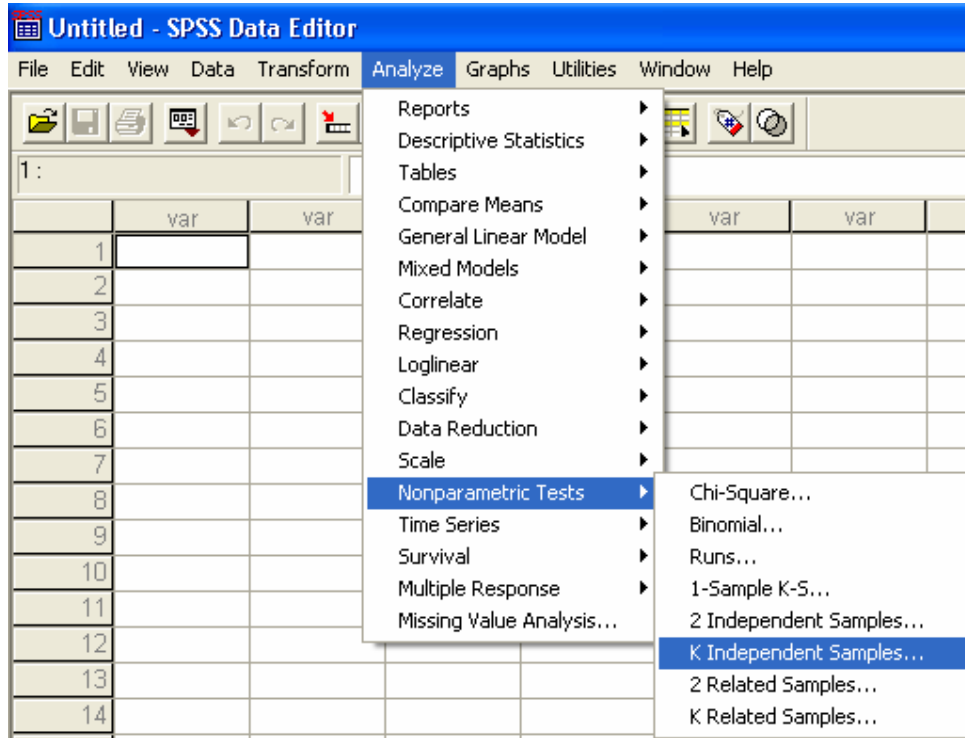 Untitled - SPSS Data Editor
File Edit View Data Transform Analyze Graphs Utilities Window Help
1 :
var var var var
Reports
Descriptive Statistics
Tables
Compare Means
General Linear Model
Mixed Models
Correlate
Regression
Loglinear
Classify
Data Reduction
Scale
Nonparametric Tests
Time Series
Survival
Multiple Response
Missing Value Analysis...
Chi-Square...
Binomial...
Runs...
1-Sample K-S...
2 Independent Samples...
K Independent Samples...
2 Related Samples...
K Related Samples...
1
2
3
4
5
6
7
8
9
10
11
12
13
14